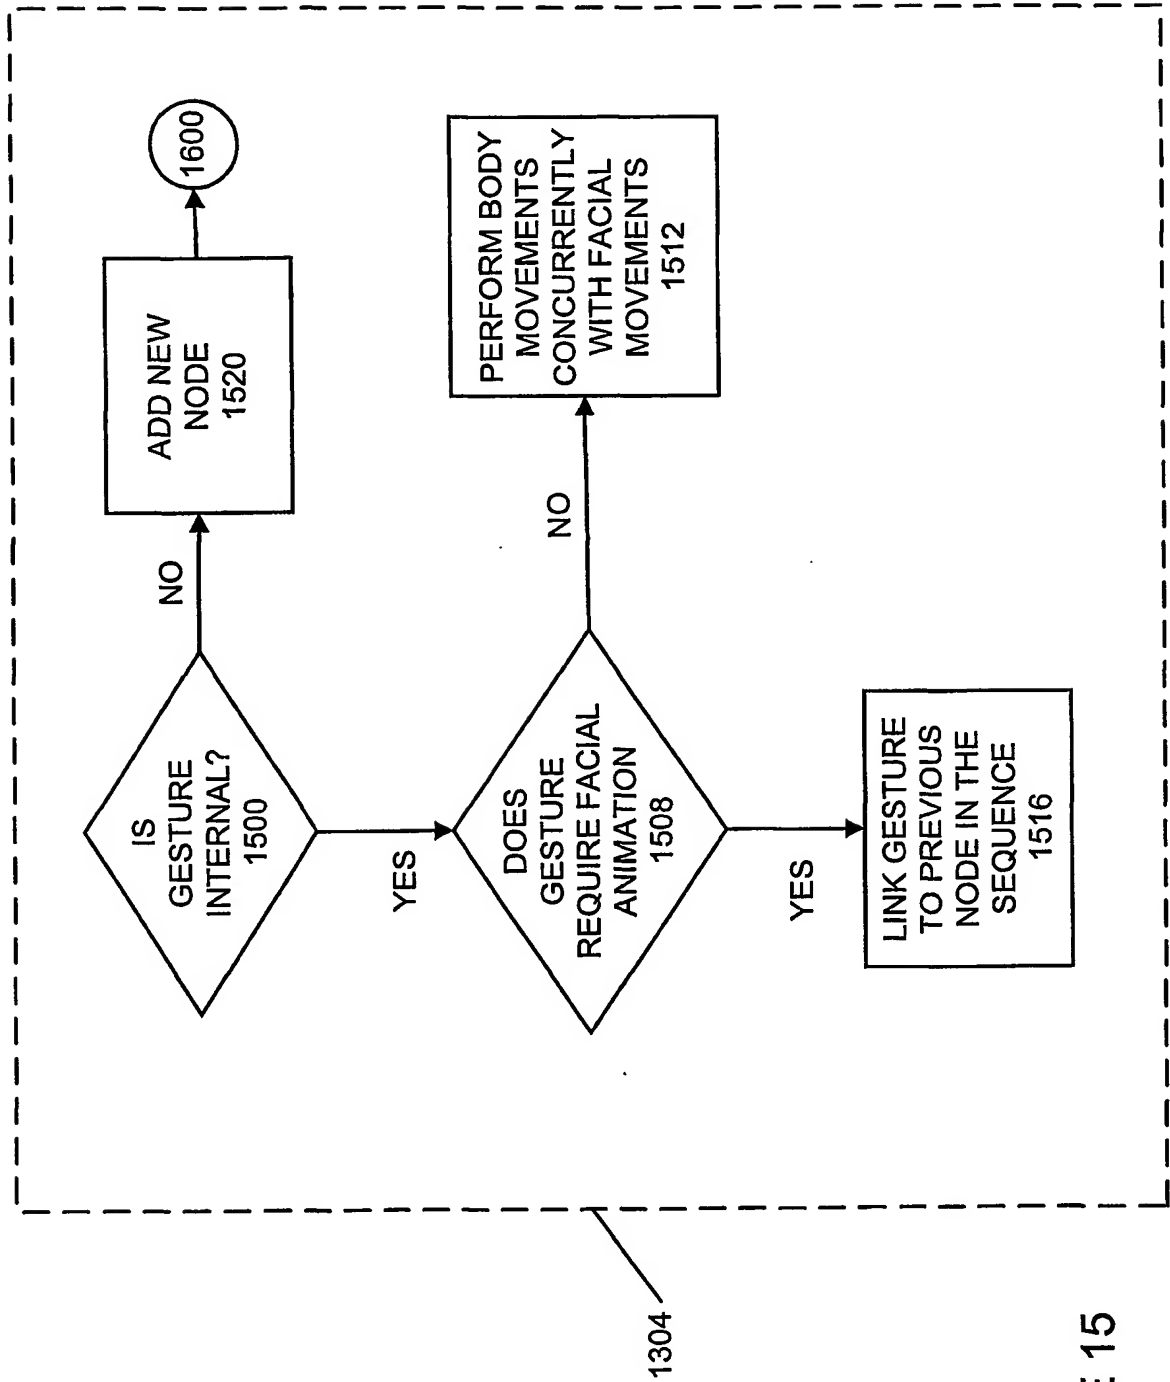 IS
GESTURE
INTERNAL?
1500
NO
ADD NEW
NODE
1520
1600
YES
DOES
GESTURE
REQUIRE FACIAL
ANIMATION
1508
NO
PERFORM BODY
MOVEMENTS
CONCURRENTLY
WITH FACIAL
MOVEMENTS
1512
YES
LINK GESTURE
TO PREVIOUS
NODE IN THE
SEQUENCE
1516
1304
15